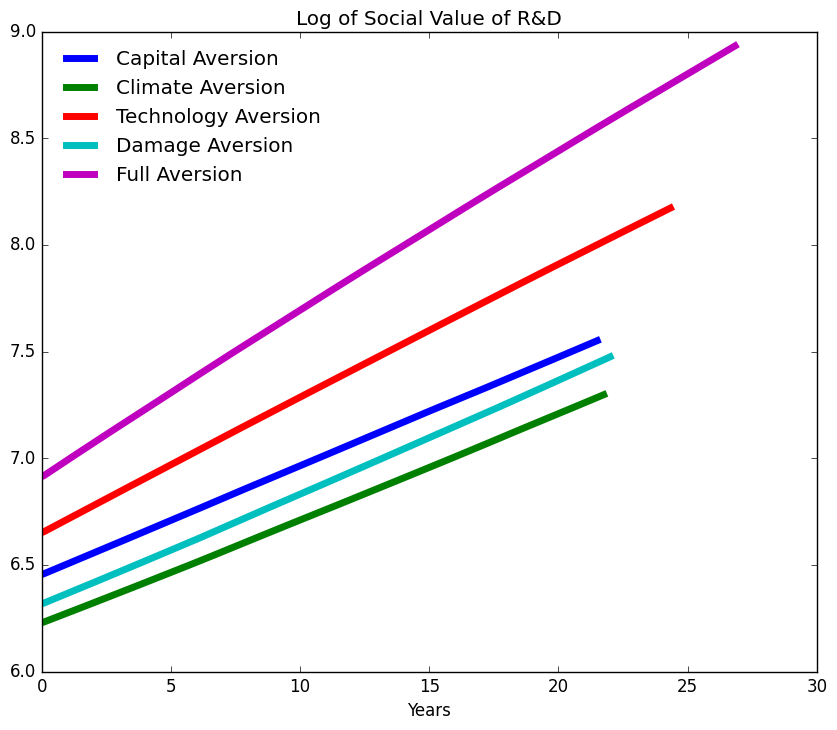 Log of Social Value of R&D
9.0
8.5
8.0
7.5
7.0
6.5
6.0
Capital Aversion
Climate Aversion
Technology Aversion
Damage Aversion
Full Aversion
0 5 10 15 20 25 30
Years